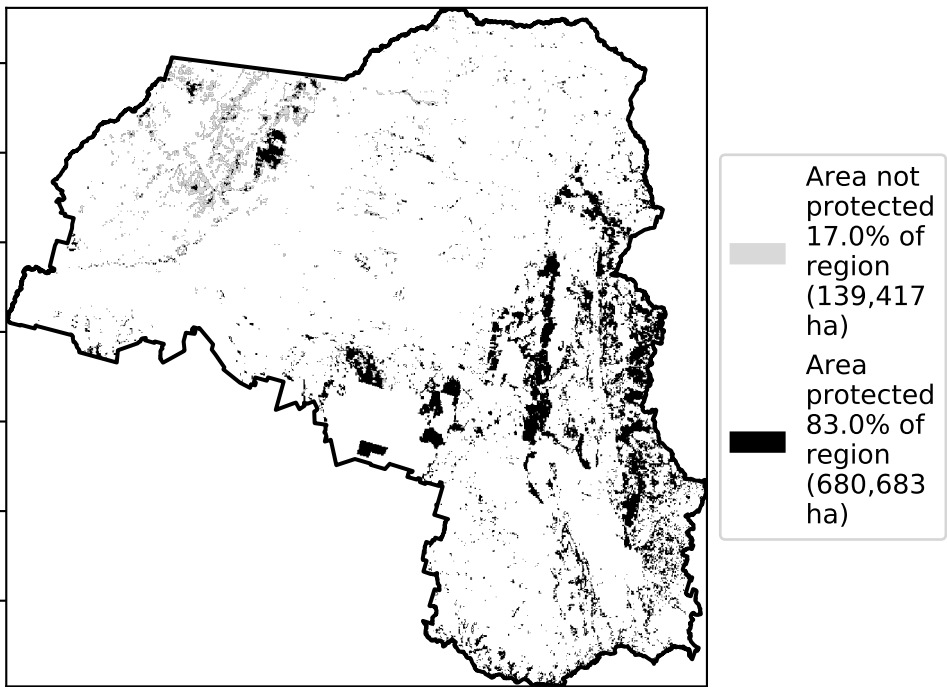 Area not
protected
17.0% of
region
(139,417
ha)
Area
protected
83.0% of
region
(680,683
ha)